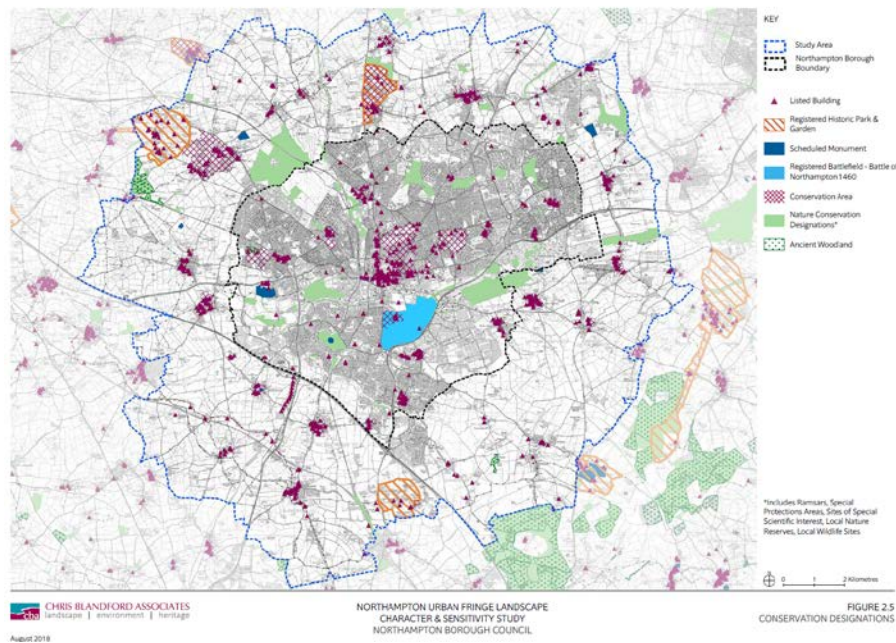 KEY
Study Area
Northampton Borough
Boundary
Listed Building
Registered Historic Park &
Garden
Scheduled Monument
Registered Battlefield - Battle of
Northampton 1460
Conservation Area
Nature Conservation
Designations*
Ancient Woodland
*Includes Ramsars, Special
Protections Areas, Sites of Special
Scientific Interest, Local Nature
Reserves, Local Wildlife Sites
0 1 2 Kilometres
cba
CHRIS BLANDFORD ASSOCIATES
landscape | environment | heritage
August 2018
NORTHAMPTON URBAN FRINGE LANDSCAPE
CHARACTER & SENSITIVITY STUDY
NORTHAMPTON BOROUGH COUNCIL
FIGURE 2.5
CONSERVATION DESIGNATIONS